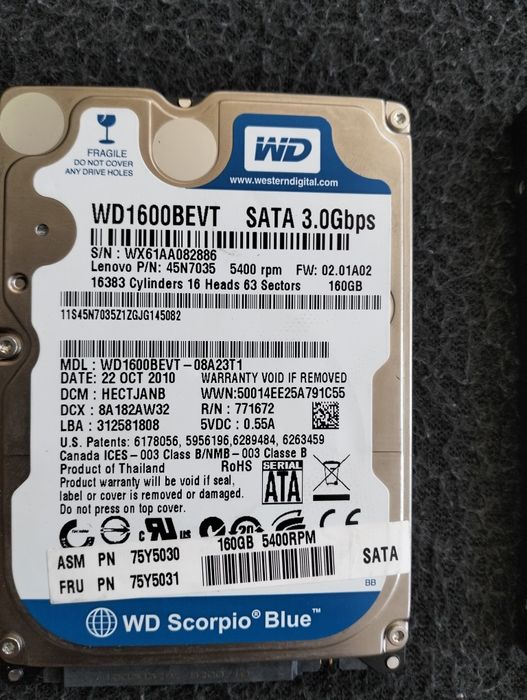 FRAGILE
DO NOT COVER
ANY DRIVE HOLES
WD
www.westerndigital.com
WD1600BEVT SATA 3.0Gbps
S/N : WX61AA082886
Lenovo P/N: 45N7035 5400 rpm FW: 02.01A02
16383 Cylinders 16 Heads 63 Sectors 160GB
11S45N7035Z1ZGJG145082
MDL : WD1600BEVT-08A23T1
DATE: 22 OCT 2010 WARRANTY VOID IF REMOVED
DCM : HECTJANB WWN:50014EE25A791C55
DCX : 8A182AW32 R/N : 771672
LBA : 312581808 5VDC : 0.55A
U.S. Patents: 6178056, 5956196,6289484, 6263459
Canada ICES-003 Class B/NMB-003 Classe B
Product of Thailand RoHS
Product warranty will be void if seal,
label or cover is removed or damaged.
Do not press on top cover.
SERIAL
ATA
160GB 5400RPM
ASM PN 75Y5030 SATA
FRU PN 75Y5031
BB
WD Scorpio® Blue™